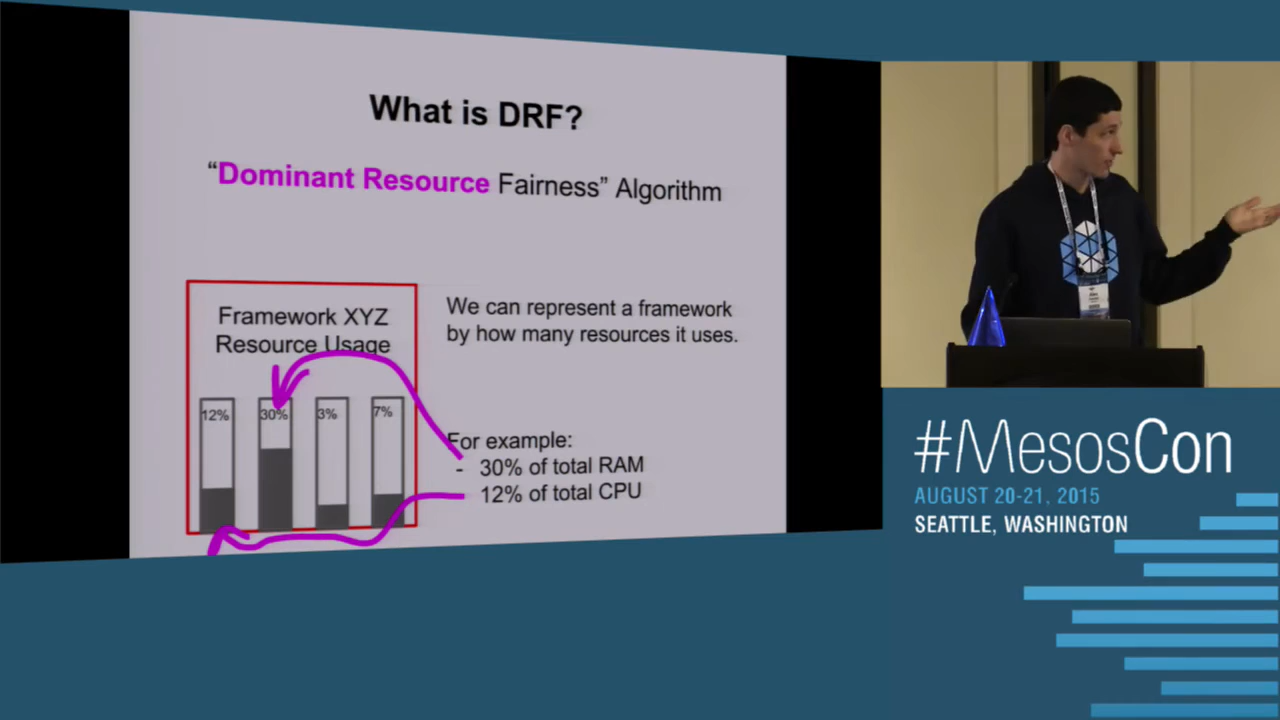 What is DRF?
“Dominant Resource Fairness” Algorithm
Framework XYZ
Resource Usage
12% 30% 3% 7%
We can represent a framework
by how many resources it uses.
For example:
- 30% of total RAM
- 12% of total CPU
#MesosCon
AUGUST 20-21, 2015
SEATTLE, WASHINGTON